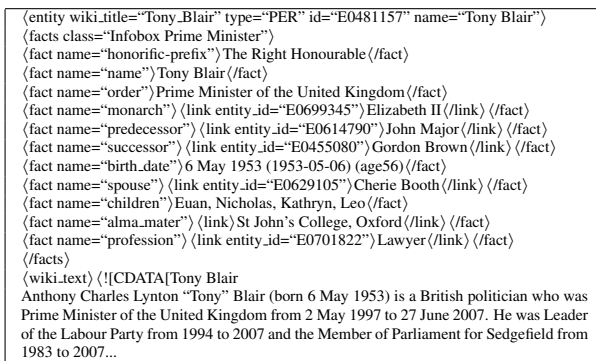 ⟨entity wiki_title=“Tony_Blair” type=“PER” id=“E0481157” name=“Tony Blair”⟩
⟨facts class=“Infobox Prime Minister”⟩
⟨fact name=“honorific-prefix”⟩The Right Honourable⟨/fact⟩
⟨fact name=“name”⟩Tony Blair⟨/fact⟩
⟨fact name=“order”⟩Prime Minister of the United Kingdom⟨/fact⟩
⟨fact name=“monarch”⟩⟨link entity_id=“E0699345”⟩Elizabeth II⟨/link⟩ ⟨/fact⟩
⟨fact name=“predecessor”⟩⟨link entity_id=“E0614790”⟩John Major⟨/link⟩ ⟨/fact⟩
⟨fact name=“successor”⟩⟨link entity_id=“E0455080”⟩Gordon Brown⟨/link⟩ ⟨/fact⟩
⟨fact name=“birth_date”⟩6 May 1953 (1953-05-06) (age56)⟨/fact⟩
⟨fact name=“spouse”⟩⟨link entity_id=“E0629105”⟩Cherie Booth⟨/link⟩ ⟨/fact⟩
⟨fact name=“children”⟩Euan, Nicholas, Kathryn, Leo⟨/fact⟩
⟨fact name=“alma_mater”⟩⟨link⟩St John’s College, Oxford⟨/link⟩ ⟨/fact⟩
⟨fact name=“profession”⟩⟨link entity_id=“E0701822”⟩Lawyer⟨/link⟩ ⟨/fact⟩
⟨/facts⟩
⟨wiki_text⟩⟨![CDATA[Tony Blair
Anthony Charles Lynton “Tony” Blair (born 6 May 1953) is a British politician who was
Prime Minister of the United Kingdom from 2 May 1997 to 27 June 2007. He was Leader
of the Labour Party from 1994 to 2007 and the Member of Parliament for Sedgefield from
1983 to 2007...